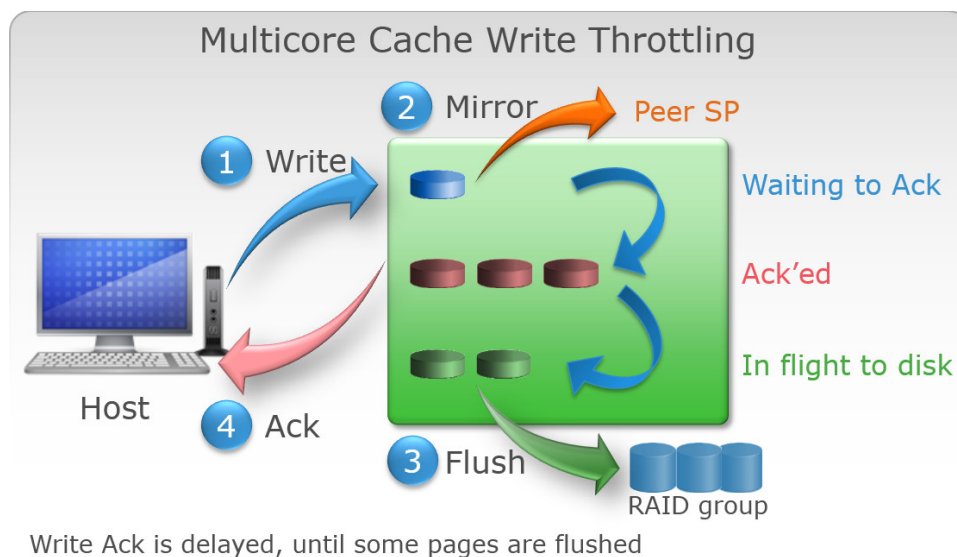 Multicore Cache Write Throttling
2 Mirror
Peer SP
1 Write
Waiting to Ack
Ack'ed
In flight to disk
Host
4 Ack
3 Flush
RAID group
Write Ack is delayed, until some pages are flushed